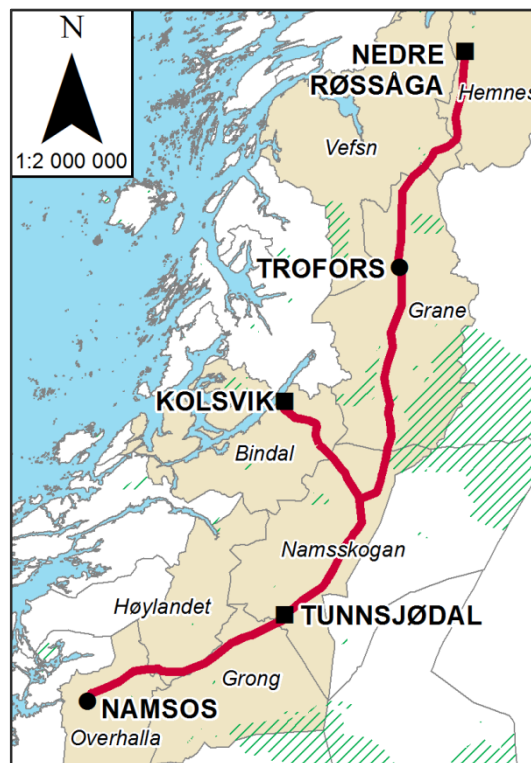 N
1:2 000 000
NEDRE
RØSSÅGA
Hemnes
Vefsn
TROFORS
Grane
KOLSVIK
Bindal
Namsskogan
Høylandet
TUNNSJØDAL
Grong
NAMSOS
Overhalla